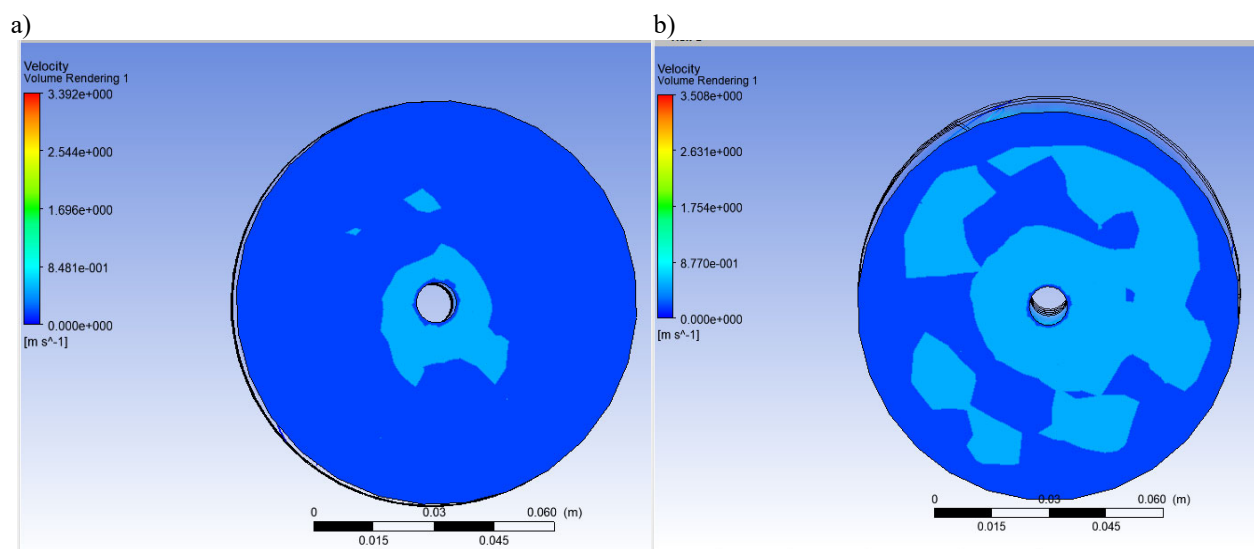 a)
Velocity
Volume Rendering 1
3.392e+000
2.544e+000
1.696e+000
8.481e-001
0.000e+000
[m s^-1]
0 0.03 0.060 (m)
0.015 0.045
b)
Velocity
Volume Rendering 1
3.508e+000
2.631e+000
1.754e+000
8.770e-001
0.000e+000
[m s^-1]
0 0.03 0.060 (m)
0.015 0.045